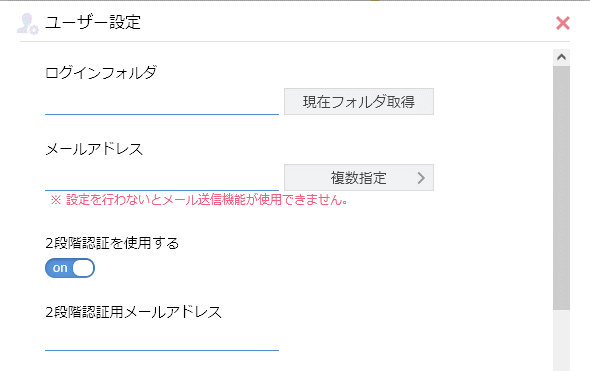 ユーザー設定
ログインフォルダ
現在フォルダ取得
メールアドレス
複数指定
※ 設定を行わないとメール送信機能が使用できません。
2段階認証を使用する
on
2段階認証用メールアドレス